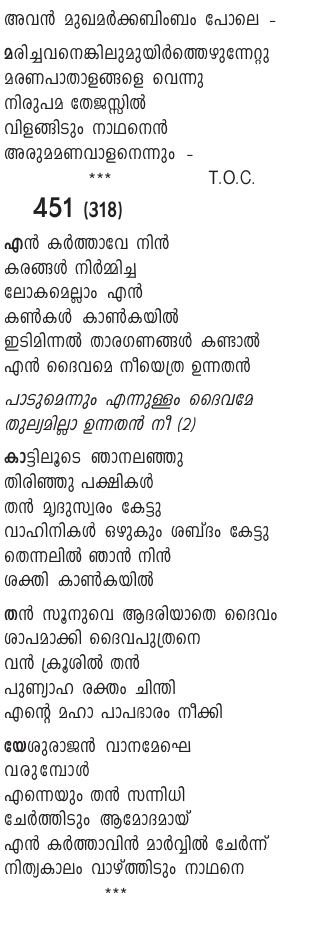 അവൻ മുഖമർക്കബിംബം പോലെ -
മരിച്ചവനെങ്കിലുമുയിർത്തെഴുന്നേറ്റു
മരണപാതാളങ്ങളെ വെന്നു
നിരുപമ തേജസ്സിൽ
വിളങ്ങിടും നാഥനെൻ
അരുമമണവാളനെന്നും -
*** T.O.C.
451 (318)
എൻ കർത്താവേ നിൻ
കരങ്ങൾ നിർമ്മിച്ച
ലോകമെല്ലാം എൻ
കൺകൾ കാൺകയിൽ
ഇടിമിന്നൽ താരഗണങ്ങൾ കണ്ടാൽ
എൻ ദൈവമെ നീയെത്ര ഉന്നതൻ
പാടുമെന്നും എന്നുള്ളം ദൈവമേ
തുല്യമില്ലാ ഉന്നതൻ നീ (2)
കാട്ടിലൂടെ ഞാനലഞ്ഞു
തിരിഞ്ഞു പക്ഷികൾ
തൻ മൃദുസ്വരം കേട്ടു
വാഹിനികൾ ഒഴുകും ശബ്ദം കേട്ടു
തെന്നലിൽ ഞാൻ നിൻ
ശക്തി കാൺകയിൽ
തൻ സൂനുവെ ആദരിയാതെ ദൈവം
ശാപമാക്കി ദൈവപുത്രനെ
വൻ ക്രൂശിൽ തൻ
പുണ്യാഹ രക്തം ചിന്തി
എന്റെ മഹാ പാപഭാരം നീക്കി
യേശുരാജൻ വാനമേഘെ
വരുമ്പോൾ
എന്നെയും തൻ സന്നിധി
ചേർത്തിടും ആമോദമായ്
എൻ കർത്താവിൻ മാർവ്വിൽ ചേർന്ന്
നിത്യകാലം വാഴ്ത്തിടും നാഥനെ
***